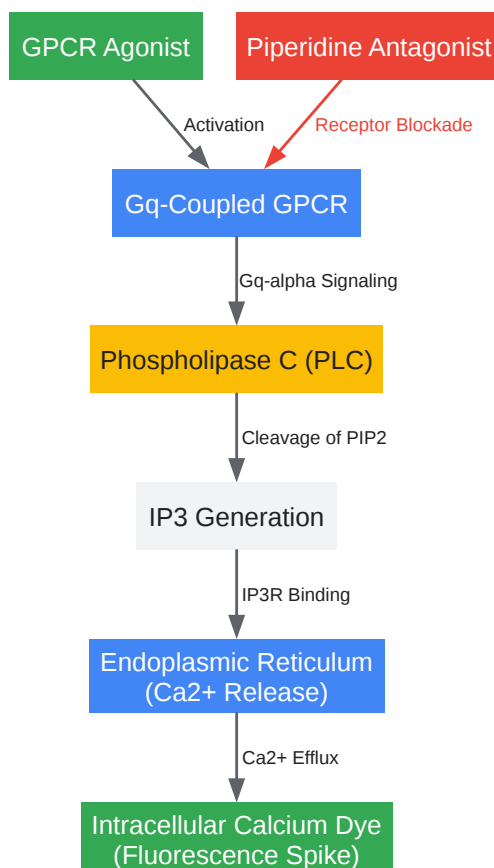 GPCR Agonist
Piperidine Antagonist
Activation
Receptor Blockade
Gq-Coupled GPCR
Gq-alpha Signaling
Phospholipase C (PLC)
Cleavage of PIP2
IP3 Generation
IP3R Binding
Endoplasmic Reticulum
(Ca2+ Release)
Ca2+ Efflux
Intracellular Calcium Dye
(Fluorescence Spike)